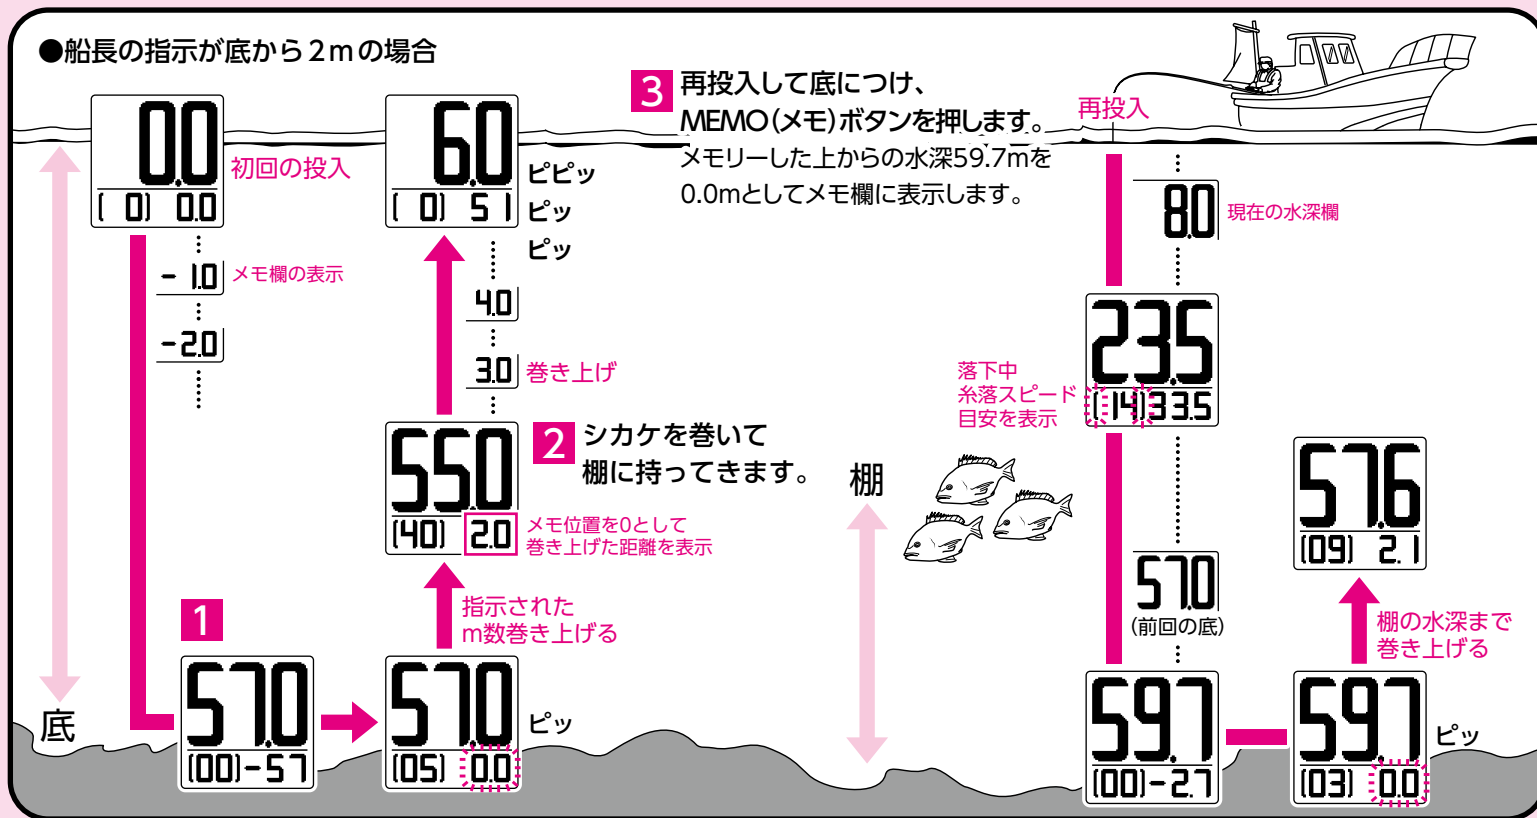 ●船長の指示が底から2mの場合
0.0
( 0) 0.0
初回の投入
- 1.0
メモ欄の表示
-2.0
底
1
57.0
(00)-57
57.0
(05) 0.0
ピッ
指示された
m数巻き上げる
55.0
(40) 2.0
2 シカケを巻いて
棚に持ってきます。
メモ位置を0として
巻き上げた距離を表示
3.0
巻き上げ
4.0
6.0
( 0) 51
ピピッ
ピッ
ピッ
3 再投入して底につけ、
MEMO(メモ)ボタンを押します。
メモリーした上からの水深59.7mを
0.0mとしてメモ欄に表示します。
再投入
8.0
現在の水深欄
23.5
(14)33.5
落下中
糸落スピード
目安を表示
棚
57.0
(前回の底)
59.7
(00)-2.7
59.7
(03) 0.0
ピッ
棚の水深まで
巻き上げる
57.6
(09) 2.1